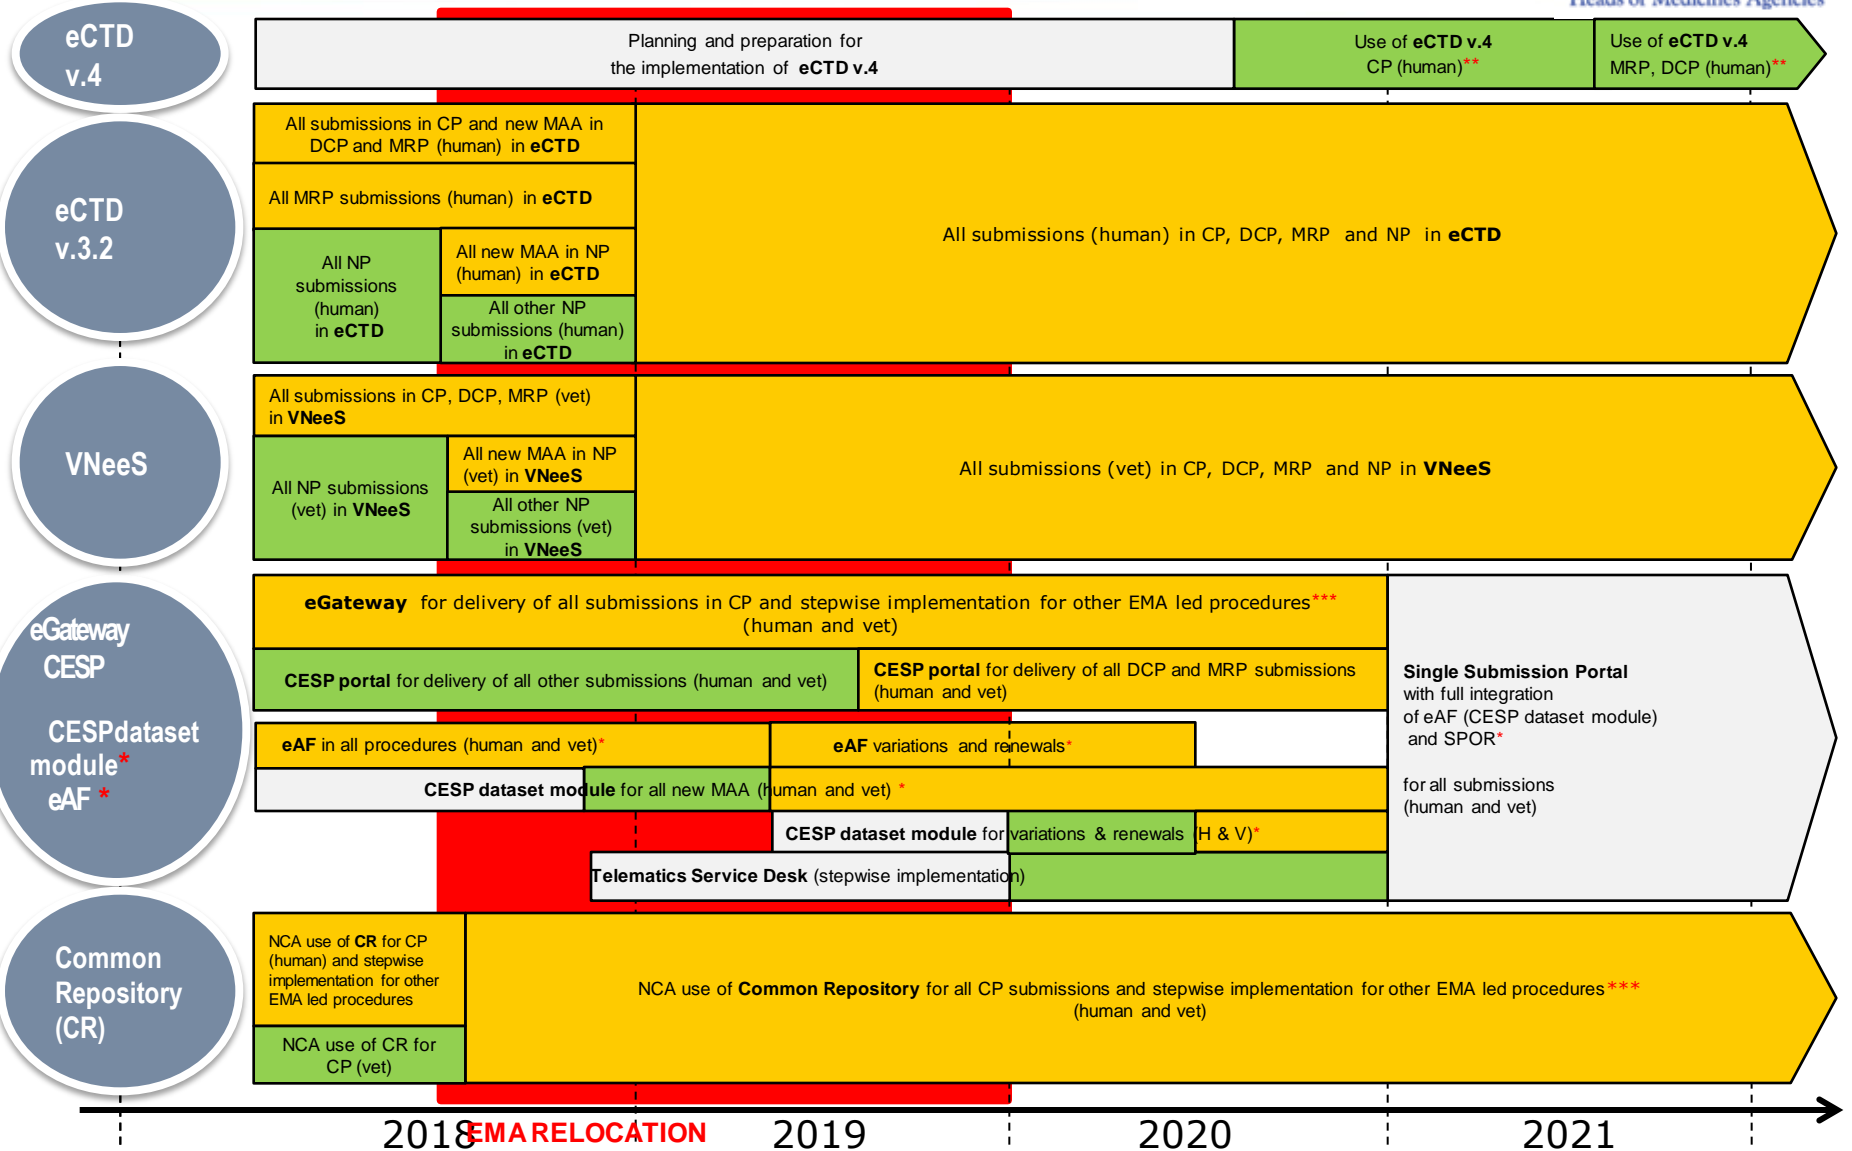 Heads of Medicines Agencies
eCTD
v.4
Planning and preparation for
the implementation of eCTD v.4
Use of eCTD v.4
CP (human)**
Use of eCTD v.4
MRP, DCP (human)**
eCTD
v.3.2
All submissions in CP and new MAA in
DCP and MRP (human) in eCTD
All MRP submissions (human) in eCTD
All NP
submissions
(human)
in eCTD
All new MAA in NP
(human) in eCTD
All other NP
submissions (human)
in eCTD
All submissions (human) in CP, DCP, MRP and NP in eCTD
VNeeS
All submissions in CP, DCP, MRP (vet)
in VNeeS
All NP submissions
(vet) in VNeeS
All new MAA in NP
(vet) in VNeeS
All other NP
submissions (vet)
in VNeeS
All submissions (vet) in CP, DCP, MRP and NP in VNeeS
eGateway
CESP
CESPdataset
module*
eAF *
eGateway for delivery of all submissions in CP and stepwise implementation for other EMA led procedures***
(human and vet)
CESP portal for delivery of all other submissions (human and vet)
CESP portal for delivery of all DCP and MRP submissions
(human and vet)
eAF in all procedures (human and vet)*
eAF variations and renewals*
CESP dataset module for all new MAA (human and vet) *
CESP dataset module for variations & renewals (H & V)*
Telematics Service Desk (stepwise implementation)
Single Submission Portal
with full integration
of eAF (CESP dataset module)
and SPOR*
for all submissions
(human and vet)
Common
Repository
(CR)
NCA use of CR for CP
(human) and stepwise
implementation for other
EMA led procedures
NCA use of CR for
CP (vet)
NCA use of Common Repository for all CP submissions and stepwise implementation for other EMA led procedures***
(human and vet)
2018
EMA RELOCATION
2019
2020
2021